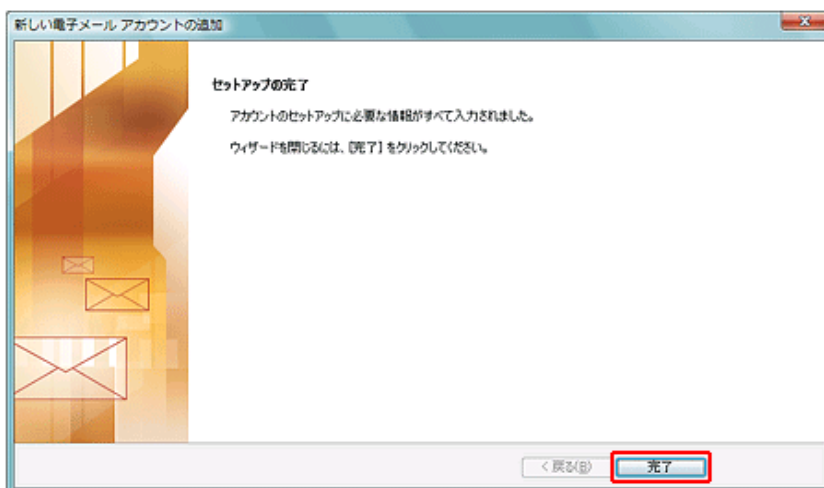 新しい電子メール アカウントの追加
セットアップの完了
アカウントのセットアップに必要な情報がすべて入力されました。
ウィザードを閉じるには、[完了] をクリックしてください。
< 戻る(B)
完了